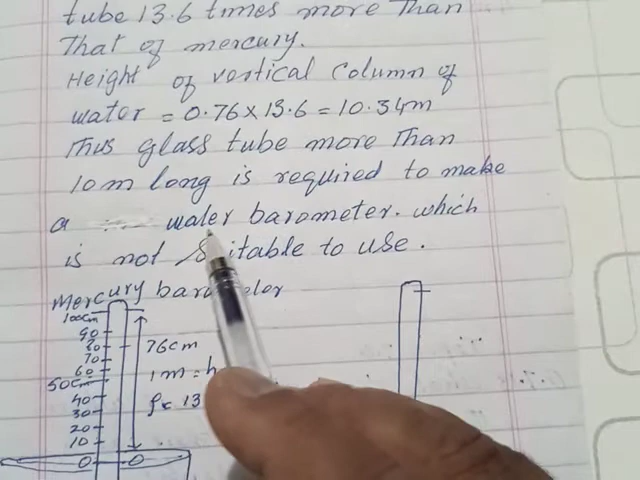 tube 13.6 times more Than
That of mercury.
Height of vertical column of
water = 0.76 x 13.6 = 10.34m
Thus glass tube more Than
10m long is required to make
a water barometer. which
is not Suitable to use.
Mercury barometer
100cm
90
80
70
60
50cm
40
30
20
10
0 0
76cm
1m = h
ρ< 13